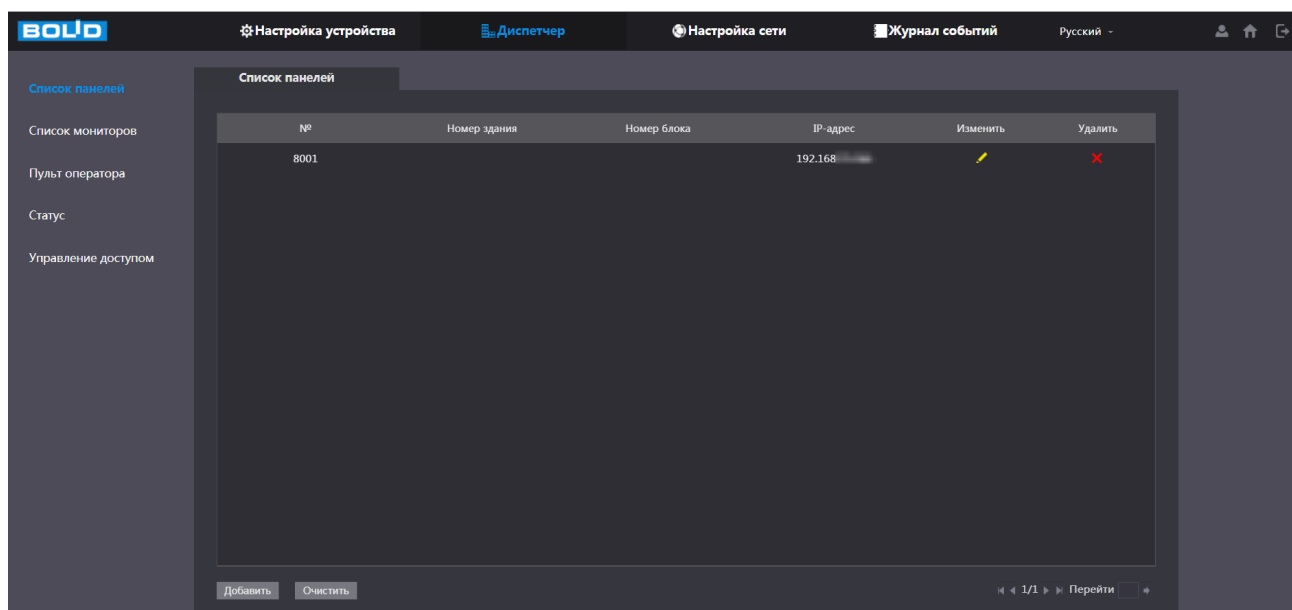 BOLID Настройка устройства Диспетчер Настройка сети Журнал событий Русский
Список панелей
Список мониторов
Пульт оператора
Статус
Управление доступом
Список панелей
№ Номер здания Номер блока IP-адрес Изменить Удалить
8001 192.168
Добавить Очистить 1/1 Перейти